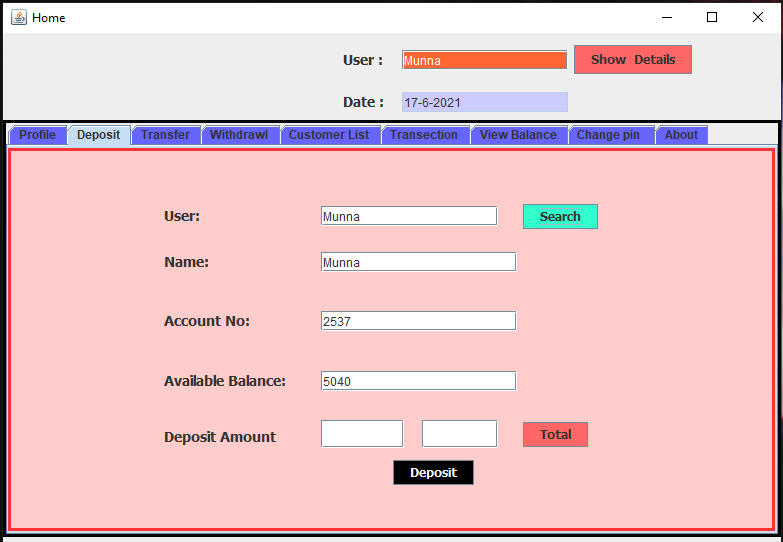 Home
User : Munna Show Details
Date : 17-6-2021
Profile Deposit Transfer Withdrawl Customer List Transection View Balance Change pin About
User: Munna Search
Name: Munna
Account No: 2537
Available Balance: 5040
Deposit Amount Total
Deposit